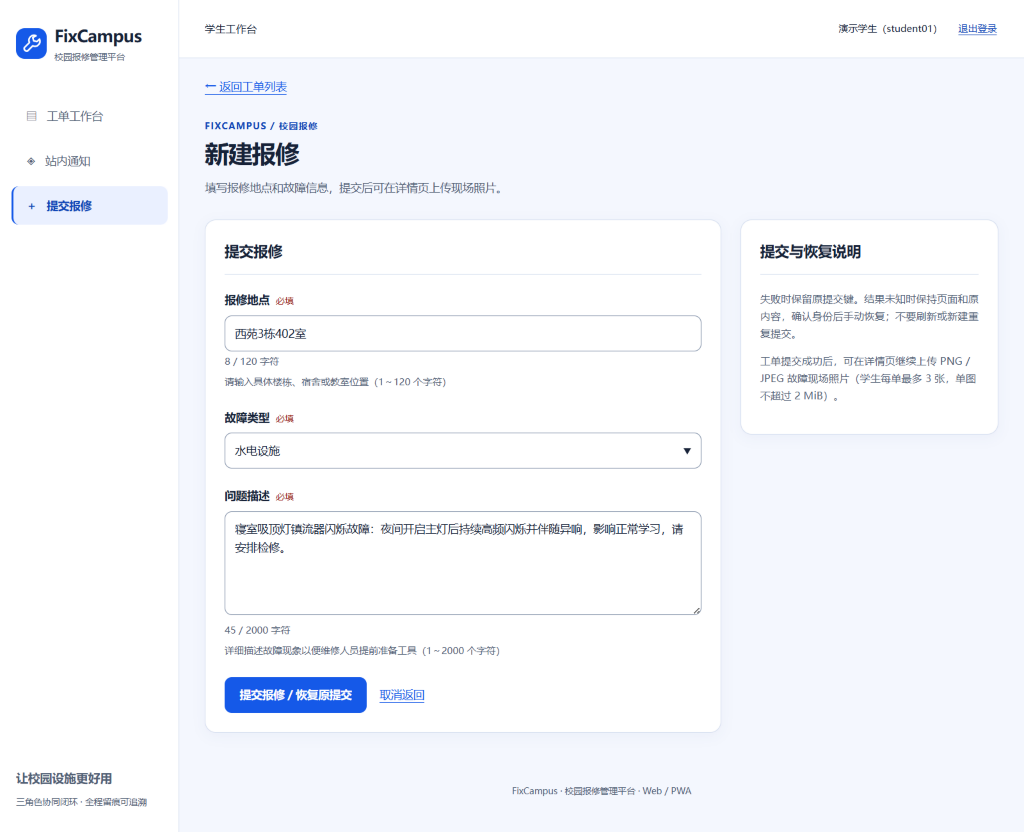 FixCampus
校园报修管理平台
工单工作台
站内通知
+ 提交报修
让校园设施更好用
三角色协同闭环 · 全程留痕可追溯
学生工作台
演示学生（student01）
退出登录
← 返回工单列表
FIXCAMPUS / 校园报修
新建报修
填写报修地点和故障信息，提交后可在详情页上传现场照片。
提交报修
报修地点 必填
西苑3栋402室
8 / 120 字符
请输入具体楼栋、宿舍或教室位置（1～120 个字符）
故障类型 必填
水电设施
问题描述 必填
寝室吸顶灯镇流器闪烁故障：夜间开启主灯后持续高频闪烁并伴随异响，影响正常学习，请
安排检修。
45 / 2000 字符
详细描述故障现象以便维修人员提前准备工具（1～2000 个字符）
提交报修 / 恢复原提交
取消返回
提交与恢复说明
失败时保留原提交键。结果未知时保持页面和原
内容，确认身份后手动恢复；不要刷新或新建重
复提交。
工单提交成功后，可在详情页继续上传 PNG /
JPEG 故障现场照片（学生每单最多 3 张，单图
不超过 2 MiB）。
FixCampus · 校园报修管理平台 · Web / PWA